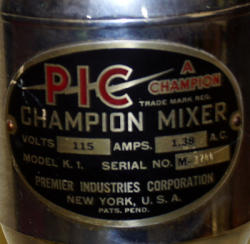 PIC
A
CHAMPION
TRADE MARK REG.
CHAMPION MIXER
VOLTS 115 AMPS. 1.38 A.C.
MODEL K. 1. SERIAL NO.
PREMIER INDUSTRIES CORPORATION
NEW YORK, U. S. A.
PATS. PEND.